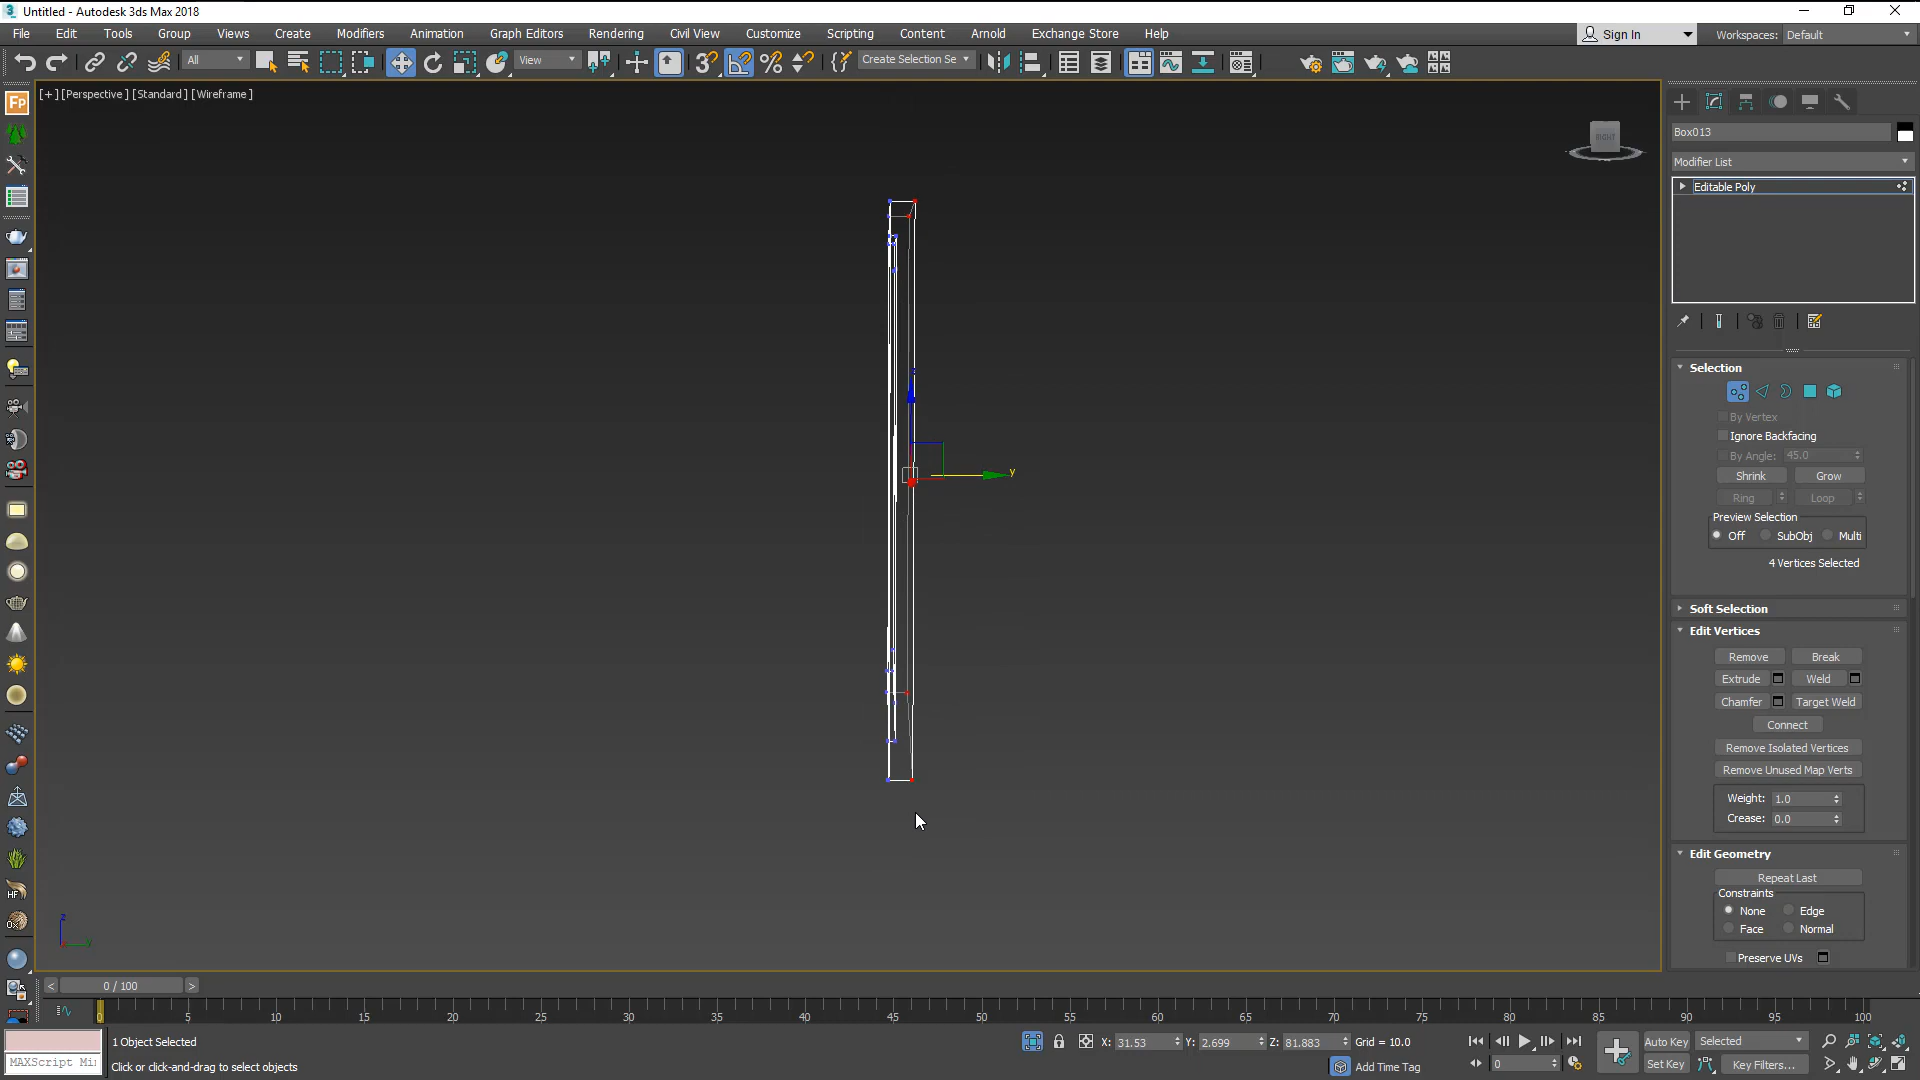 Untitled - Autodesk 3ds Max 2018
File Edit Tools Group Views Create Modifiers Animation Graph Editors Rendering Civil View Customize Scripting Content Arnold Exchange Store Help
Sign In
Workspaces: Default
All
View
3
Create Selection Se
[+] [Perspective ] [Standard ] [Wireframe ]
RIGHT
Fp
Box013
Modifier List
Editable Poly
Selection
By Vertex
Ignore Backfacing
By Angle: 45.0
Shrink Grow
Ring Loop
Preview Selection
Off SubObj Multi
4 Vertices Selected
Soft Selection
Edit Vertices
Remove Break
Extrude Weld
Chamfer Target Weld
Connect
Remove Isolated Vertices
Remove Unused Map Verts
Weight: 1.0
Crease: 0.0
Edit Geometry
Repeat Last
Constraints
None Edge
Face Normal
Preserve UVs
z
y
HF
OX
z
y
< 0 / 100 >
0 5 10 15 20 25 30 35 40 45 50 55 60 65 70 75 80 85 90 95 100
1 Object Selected
X: 31.53 Y: 2.699 Z: 81.883 Grid = 10.0
Auto Key Selected
MAXScript Mi
Click or click-and-drag to select objects
Add Time Tag
0
Set Key Key Filters...